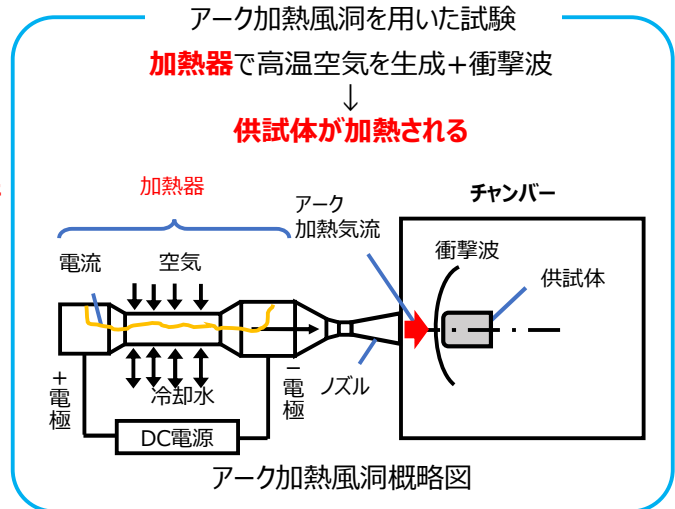 アーク加熱風洞を用いた試験
加熱器で高温空気を生成+衝撃波
↓
供試体が加熱される
加熱器
アーク
加熱気流
チャンバー
電流
空気
衝撃波
供試体
+電極
冷却水
−電極
ノズル
DC電源
アーク加熱風洞概略図